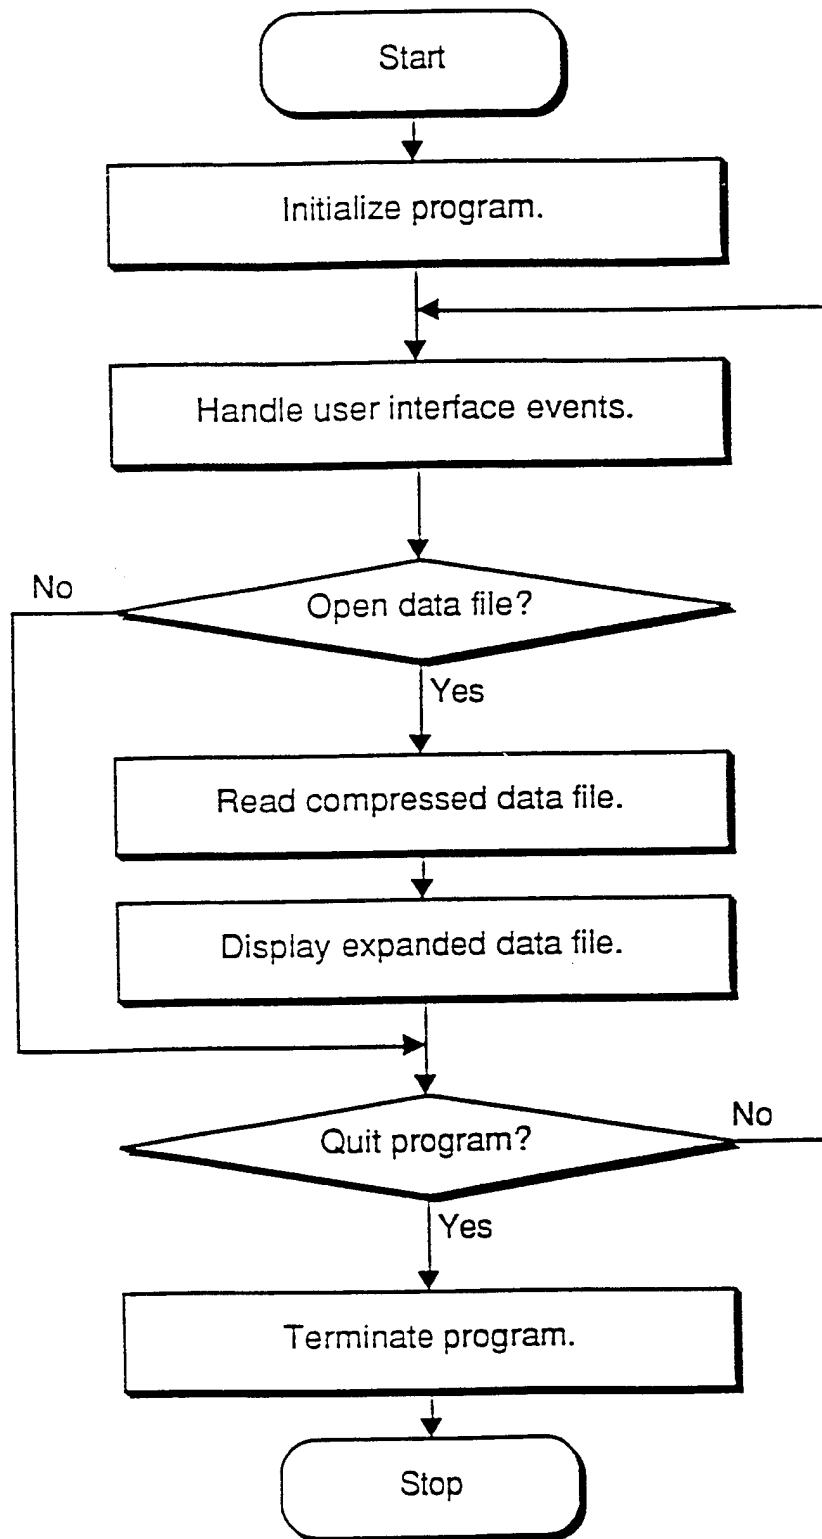 Start
Initialize program.
Handle user interface events.
No
Open data file?
Yes
Read compressed data file.
Display expanded data file.
Quit program?
No
Yes
Terminate program.
Stop